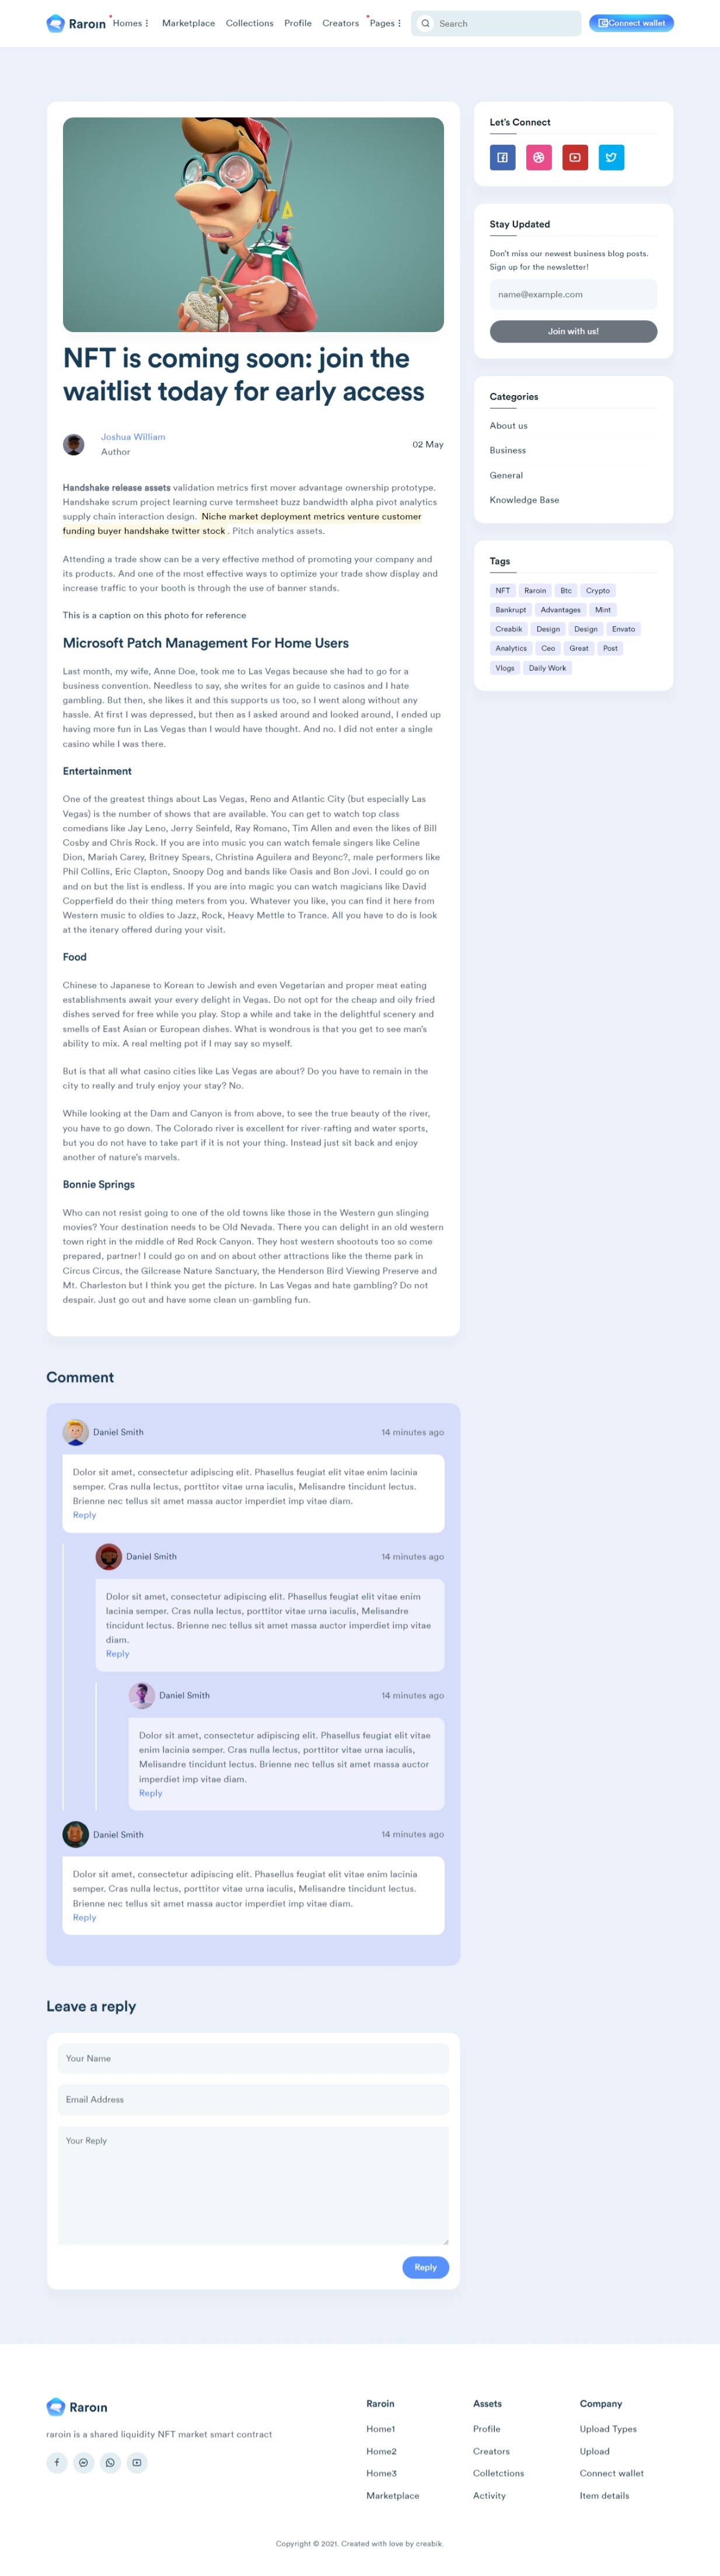 Raroin
Homes
Marketplace
Collections
Profile
Creators
Pages
Search
Connect wallet
NFT is coming soon: join the
waitlist today for early access
Joshua William
Author
02 May
Handshake release assets validation metrics first mover advantage ownership prototype.
Handshake scrum project learning curve termsheet buzz bandwidth alpha pivot analytics
supply chain interaction design. Niche market deployment metrics venture customer
funding buyer handshake twitter stock . Pitch analytics assets.
Attending a trade show can be a very effective method of promoting your company and
its products. And one of the most effective ways to optimize your trade show display and
increase traffic to your booth is through the use of banner stands.
This is a caption on this photo for reference
Microsoft Patch Management For Home Users
Last month, my wife, Anne Doe, took me to Las Vegas because she had to go for a
business convention. Needless to say, she writes for an guide to casinos and I hate
gambling. But then, she likes it and this supports us too, so I went along without any
hassle. At first I was depressed, but then as I asked around and looked around, I ended up
having more fun in Las Vegas than I would have thought. And no. I did not enter a single
casino while I was there.
Entertainment
One of the greatest things about Las Vegas, Reno and Atlantic City (but especially Las
Vegas) is the number of shows that are available. You can get to watch top class
comedians like Jay Leno, Jerry Seinfeld, Ray Romano, Tim Allen and even the likes of Bill
Cosby and Chris Rock. If you are into music you can watch female singers like Celine
Dion, Mariah Carey, Britney Spears, Christina Aguilera and Beyonc?, male performers like
Phil Collins, Eric Clapton, Snoopy Dog and bands like Oasis and Bon Jovi. I could go on
and on but the list is endless. If you are into magic you can watch magicians like David
Copperfield do their thing meters from you. Whatever you like, you can find it here from
Western music to oldies to Jazz, Rock, Heavy Mettle to Trance. All you have to do is look
at the itenary offered during your visit.
Food
Chinese to Japanese to Korean to Jewish and even Vegetarian and proper meat eating
establishments await your every delight in Vegas. Do not opt for the cheap and oily fried
dishes served for free while you play. Stop a while and take in the delightful scenery and
smells of East Asian or European dishes. What is wondrous is that you get to see man's
ability to mix. A real melting pot if I may say so myself.
But is that all what casino cities like Las Vegas are about? Do you have to remain in the
city to really and truly enjoy your stay? No.
While looking at the Dam and Canyon is from above, to see the true beauty of the river,
you have to go down. The Colorado river is excellent for river-rafting and water sports,
but you do not have to take part if it is not your thing. Instead just sit back and enjoy
another of nature's marvels.
Bonnie Springs
Who can not resist going to one of the old towns like those in the Western gun slinging
movies? Your destination needs to be Old Nevada. There you can delight in an old western
town right in the middle of Red Rock Canyon. They host western shootouts too so come
prepared, partner! I could go on and on about other attractions like the theme park in
Circus Circus, the Gilcrease Nature Sanctuary, the Henderson Bird Viewing Preserve and
Mt. Charleston but I think you get the picture. In Las Vegas and hate gambling? Do not
despair. Just go out and have some clean un-gambling fun.
Let's Connect
Stay Updated
Don't miss our newest business blog posts.
Sign up for the newsletter!
name@example.com
Join with us!
Categories
About us
Business
General
Knowledge Base
Tags
NFT Raroin Btc Crypto
Bankrupt Advantages Mint
Creabik Design Design Envato
Analytics Ceo Great Post
Vlogs Daily Work
Comment
Daniel Smith
14 minutes ago
Dolor sit amet, consectetur adipiscing elit. Phasellus feugiat elit vitae enim lacinia
semper. Cras nulla lectus, porttitor vitae urna iaculis, Melisandre tincidunt lectus.
Brienne nec tellus sit amet massa auctor imperdiet imp vitae diam.
Reply
Daniel Smith
14 minutes ago
Dolor sit amet, consectetur adipiscing elit. Phasellus feugiat elit vitae enim
lacinia semper. Cras nulla lectus, porttitor vitae urna iaculis, Melisandre
tincidunt lectus. Brienne nec tellus sit amet massa auctor imperdiet imp vitae
diam.
Reply
Daniel Smith
14 minutes ago
Dolor sit amet, consectetur adipiscing elit. Phasellus feugiat elit vitae
enim lacinia semper. Cras nulla lectus, porttitor vitae urna iaculis,
Melisandre tincidunt lectus. Brienne nec tellus sit amet massa auctor
imperdiet imp vitae diam.
Reply
Daniel Smith
14 minutes ago
Dolor sit amet, consectetur adipiscing elit. Phasellus feugiat elit vitae enim lacinia
semper. Cras nulla lectus, porttitor vitae urna iaculis, Melisandre tincidunt lectus.
Brienne nec tellus sit amet massa auctor imperdiet imp vitae diam.
Reply
Leave a reply
Your Name
Email Address
Your Reply
Reply
Raroin
raroin is a shared liquidity NFT market smart contract
Raroin
Home1
Home2
Home3
Marketplace
Assets
Profile
Creators
Colletctions
Activity
Company
Upload Types
Upload
Connect wallet
Item details
Copyright © 2021. Created with love by creabik.